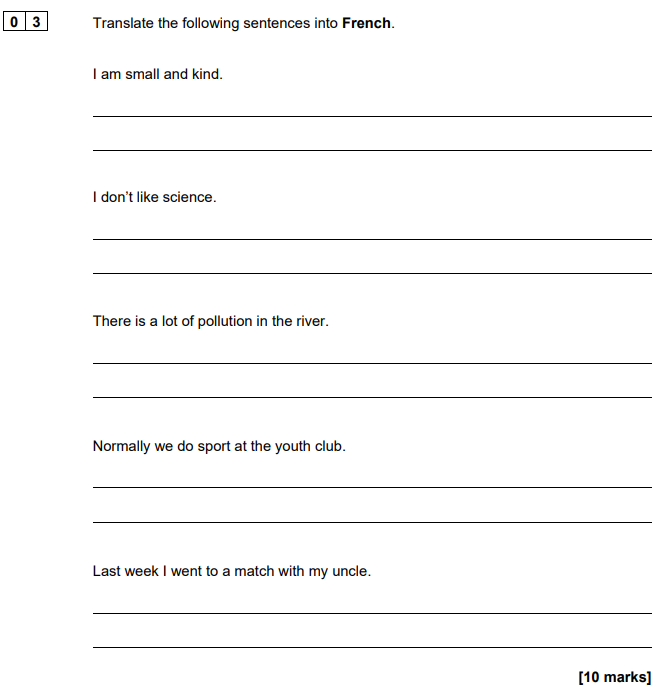 0 3 Translate the following sentences into French.
I am small and kind.
I don't like science.
There is a lot of pollution in the river.
Normally we do sport at the youth club.
Last week I went to a match with my uncle.
[10 marks]